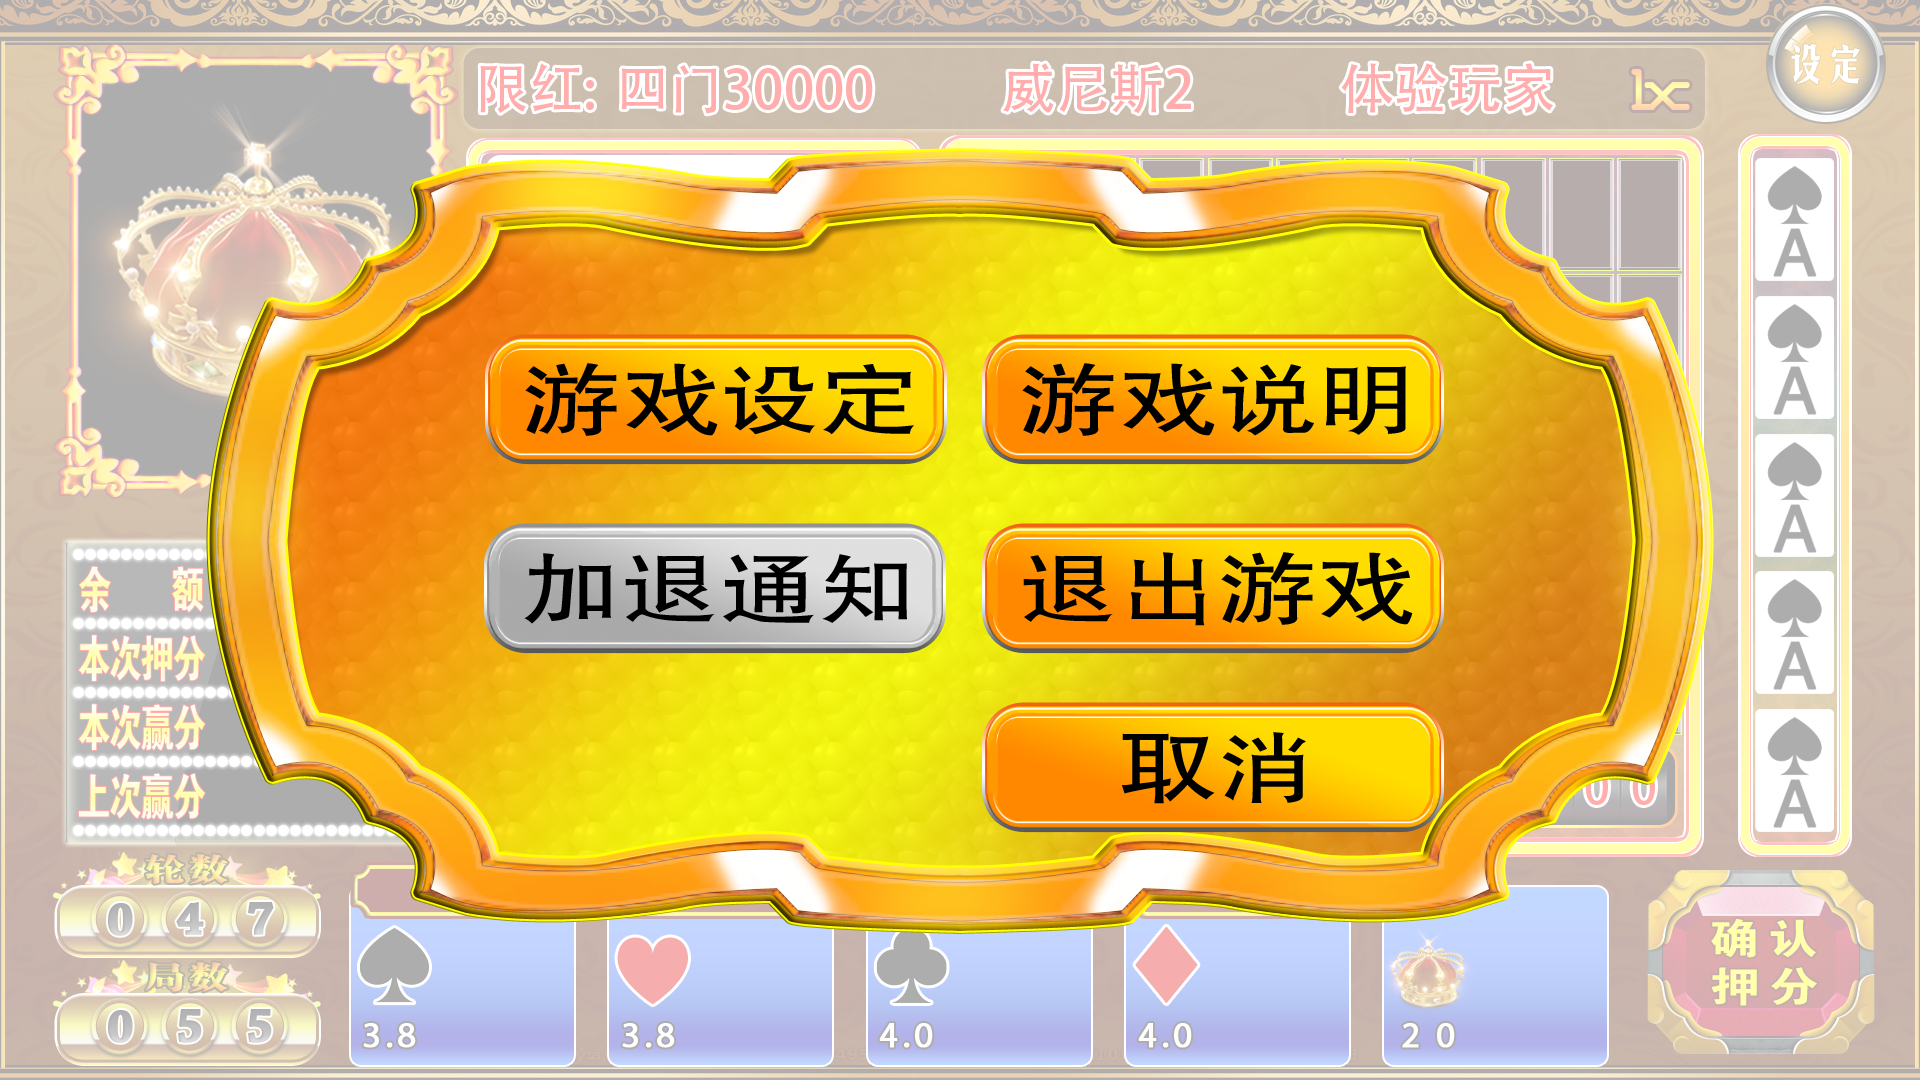 限红: 四门30000 威尼斯2 体验玩家 1x
设定
游戏设定 游戏说明
加退通知 退出游戏
取消
余 额
本次押分
本次赢分
上次赢分
0 0
轮数
0 4 7
局数
0 5 5
A
A
A
A
A
3.8 3.8 4.0 4.0 20
确认
押分